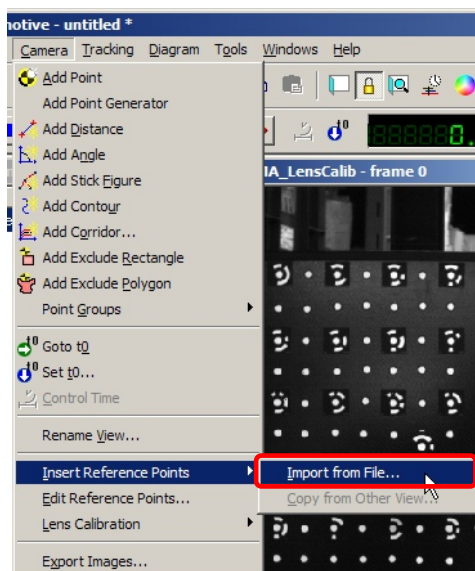 notive - untitled *
Camera Tracking Diagram Tools Windows Help
Add Point
Add Point Generator
Add Distance
Add Angle
Add Stick Figure
Add Contour
Add Corridor...
Add Exclude Rectangle
Add Exclude Polygon
Point Groups
Goto t0
Set t0...
Control Time
Rename View...
Insert Reference Points
Edit Reference Points...
Lens Calibration
Export Images...
t0
0.
IA_LensCalib - frame 0
Import from File...
Copy from Other View...